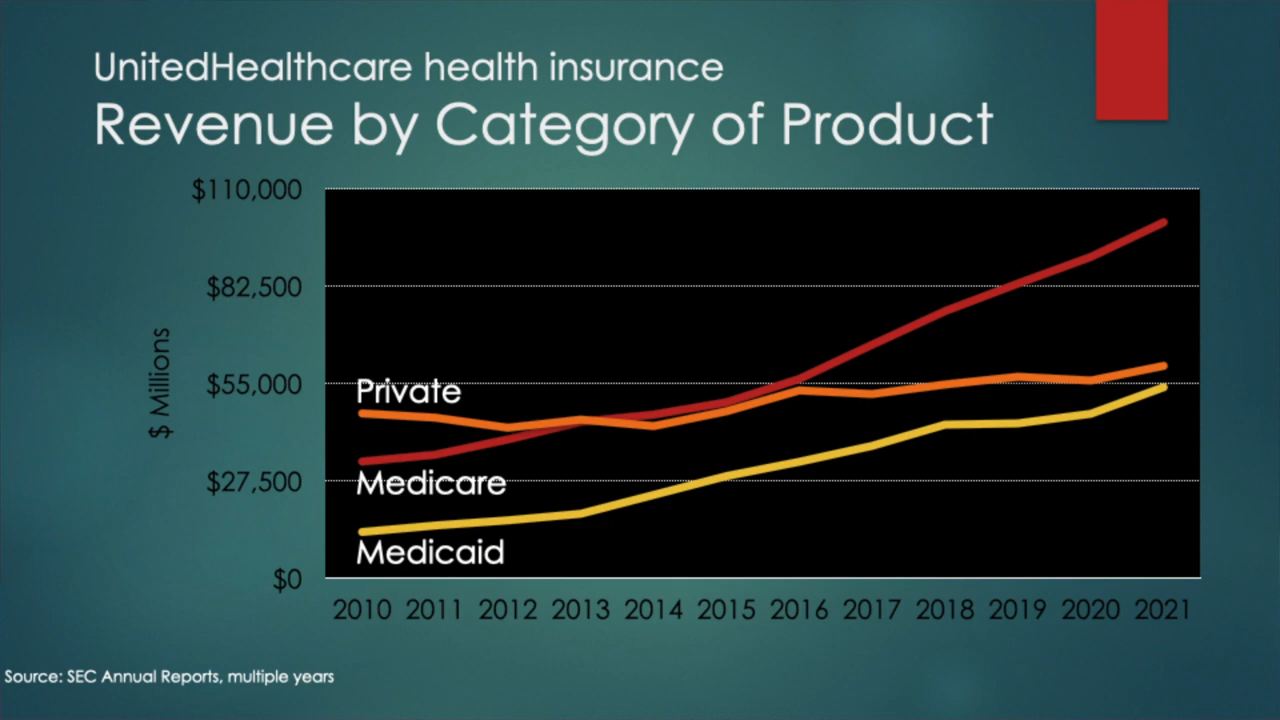 UnitedHealthcare health insurance
Revenue by Category of Product
$110,000
$82,500
$55,000
$27,500
$0
$ Millions
Private
Medicare
Medicaid
2010 2011 2012 2013 2014 2015 2016 2017 2018 2019 2020 2021
Source: SEC Annual Reports, multiple years